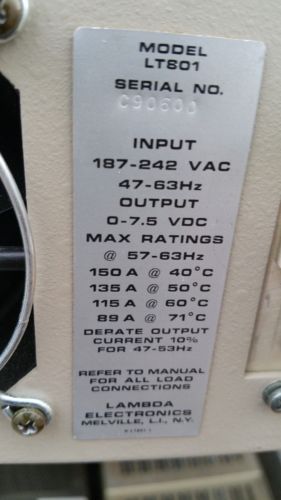 MODEL
LT801
SERIAL NO.
C90600
INPUT
187-242 VAC
47-63Hz
OUTPUT
0-7.5 VDC
MAX RATINGS
@ 57-63Hz
150 A @ 40°C
135 A @ 50°C
115 A @ 60°C
89 A @ 71°C
DERATE OUTPUT
CURRENT 10%
FOR 47-53Hz
REFER TO MANUAL
FOR ALL LOAD
CONNECTIONS
LAMBDA
ELECTRONICS
MELVILLE, L.I., N.Y.